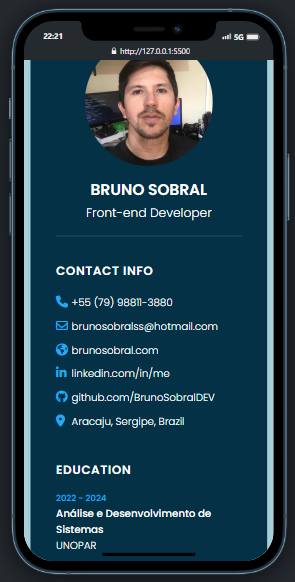 22:21
5G
http://127.0.0.1:5500
BRUNO SOBRAL
Front-end Developer
CONTACT INFO
+55 (79) 98811-3880
brunosobralss@hotmail.com
brunosobral.com
linkedin.com/in/me
github.com/BrunoSobralDEV
Aracaju, Sergipe, Brazil
EDUCATION
2022 - 2024
Análise e Desenvolvimento de
Sistemas
UNOPAR